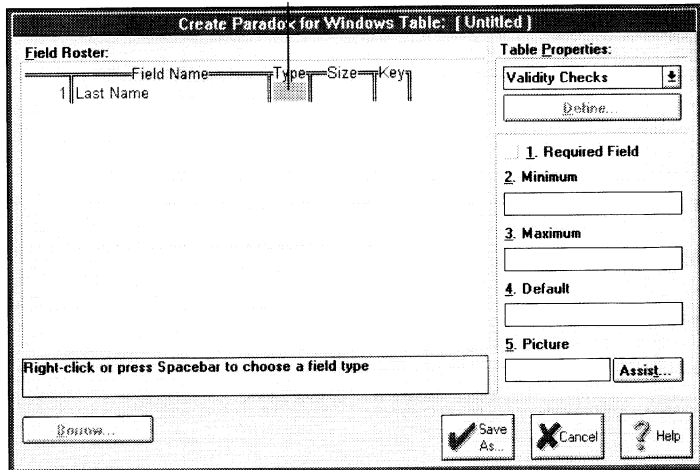 Create Paradox for Windows Table: [ Untitled ]
Field Roster:
Field Name Type Size Key
1 Last Name
Right-click or press Spacebar to choose a field type
Borrow...
Table Properties:
Validity Checks
Define...
1. Required Field
2. Minimum
3. Maximum
4. Default
5. Picture
Assist...
Save As...
Cancel
Help